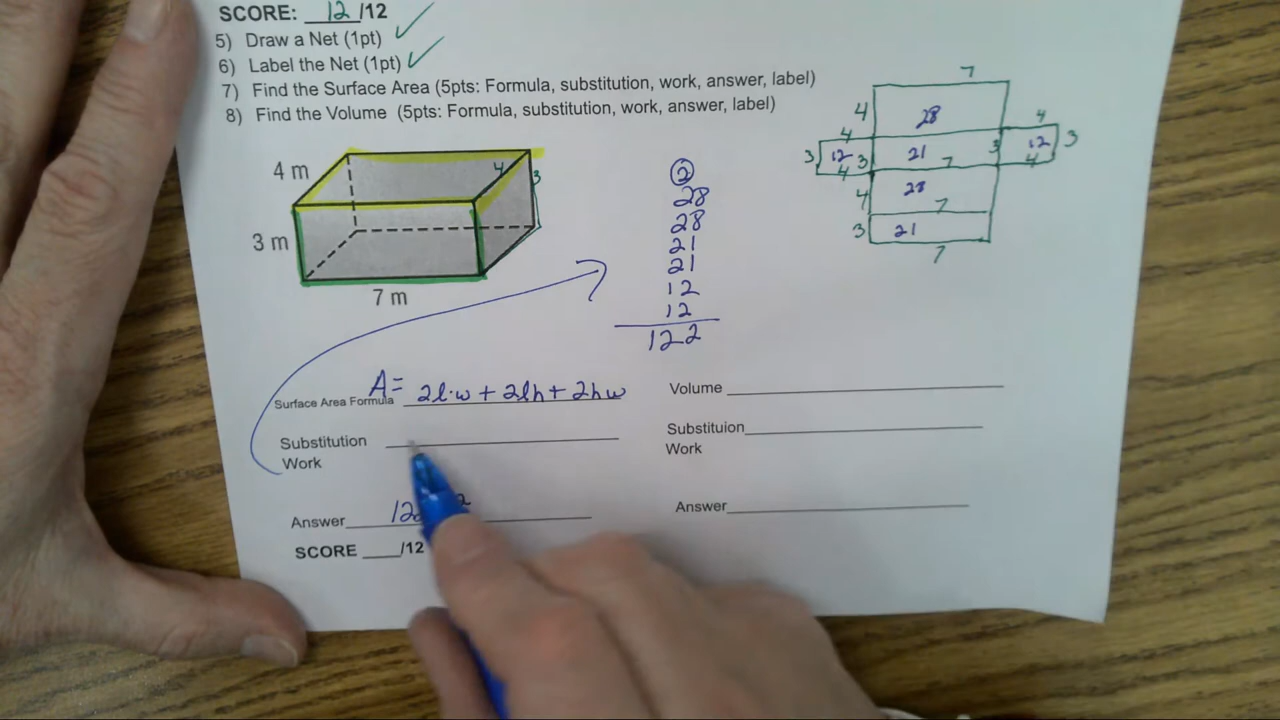 SCORE: 12 /12
5) Draw a Net (1pt) ✓
6) Label the Net (1pt) ✓
7) Find the Surface Area (5pts: Formula, substitution, work, answer, label)
8) Find the Volume (5pts: Formula, substitution, work, answer, label)
4 m
4
3
3 m
7 m
2
28
28
21
21
12
12
122
7
4
28
4
4
3
12
3
21
7
3
12
3
4
4
4
28
7
3
21
7
Surface Area Formula A= 2l·w + 2lh + 2hw
Substitution
Work
Answer
SCORE ____/12
Volume
Substituion
Work
Answer